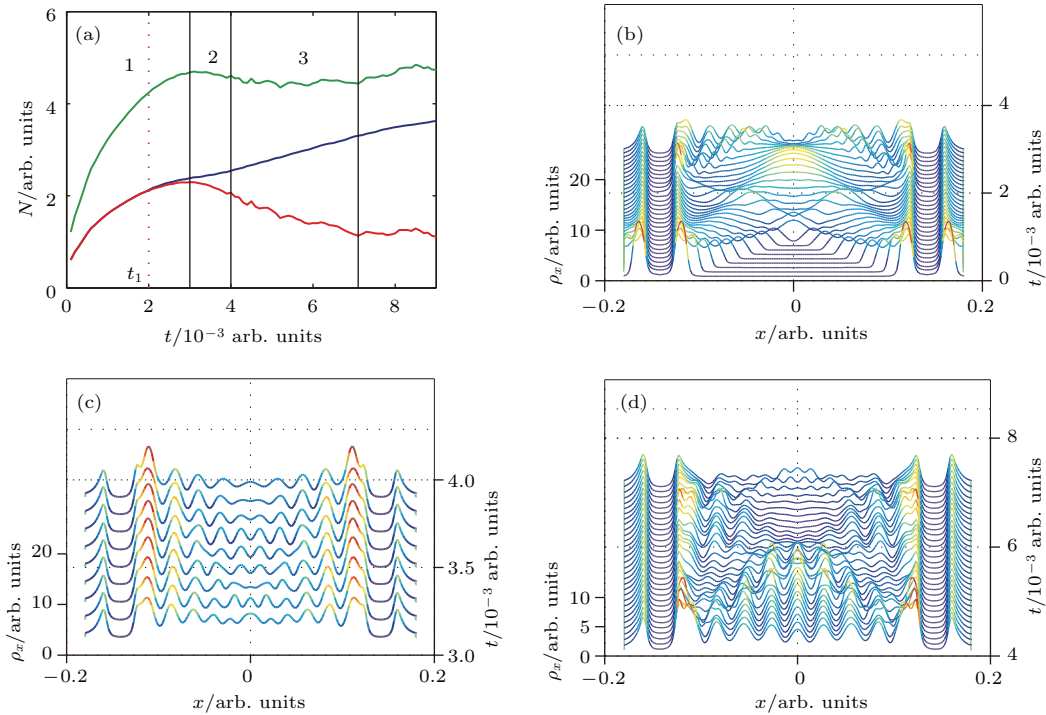 (a)
6
4
2
0
N/arb. units
1
2
3
t₁
0
2
4
6
8
t/10⁻³ arb. units
(b)
20
10
0
ρₓ/arb. units
4
2
0
t/10⁻³ arb. units
−0.2
0
0.2
x/arb. units
(c)
20
10
0
ρₓ/arb. units
4.0
3.5
3.0
t/10⁻³ arb. units
−0.2
0
0.2
x/arb. units
(d)
10
5
0
ρₓ/arb. units
8
6
4
t/10⁻³ arb. units
−0.2
0
0.2
x/arb. units